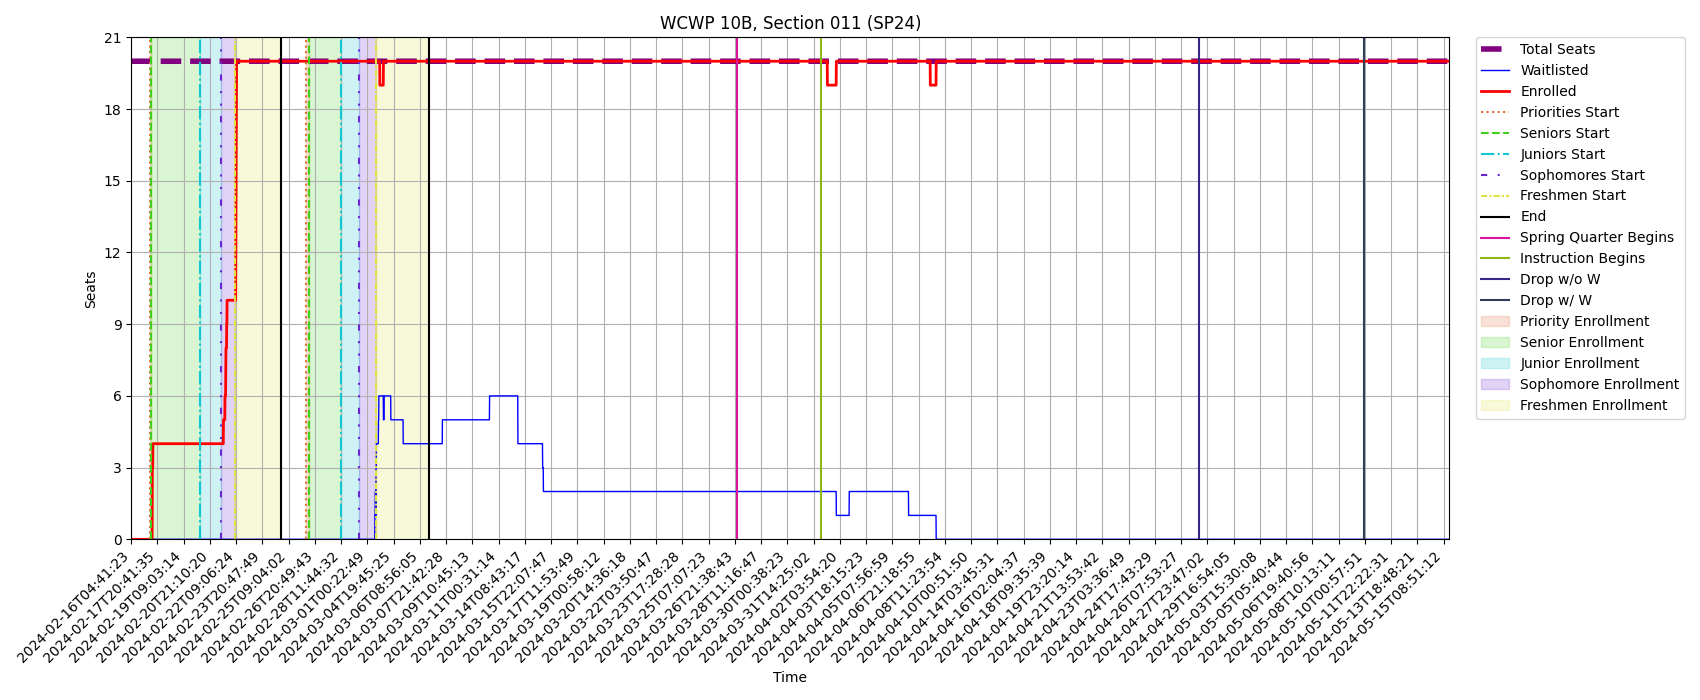 WCWP 10B, Section 011 (SP24)
21
18
15
12
9
6
3
0
Seats
2024-02-16T04:41:23
2024-02-17T20:41:35
2024-02-19T09:03:14
2024-02-20T21:10:20
2024-02-22T09:06:24
2024-02-23T20:47:49
2024-02-25T09:04:02
2024-02-26T20:49:43
2024-02-28T11:44:32
2024-03-01T00:22:49
2024-03-04T19:45:25
2024-03-06T08:56:05
2024-03-07T21:42:28
2024-03-09T10:45:13
2024-03-11T00:31:14
2024-03-14T08:43:17
2024-03-15T22:07:47
2024-03-17T11:53:49
2024-03-19T00:58:12
2024-03-20T14:36:18
2024-03-22T03:50:47
2024-03-23T17:28:28
2024-03-25T07:07:23
2024-03-26T21:38:43
2024-03-28T11:16:47
2024-03-30T00:38:23
2024-03-31T14:25:02
2024-04-02T03:54:20
2024-04-03T18:15:23
2024-04-05T07:56:59
2024-04-06T21:18:55
2024-04-08T11:23:54
2024-04-10T00:51:50
2024-04-14T03:45:31
2024-04-16T02:04:37
2024-04-18T09:35:39
2024-04-19T23:20:14
2024-04-21T13:53:42
2024-04-23T03:36:49
2024-04-24T17:43:29
2024-04-26T07:53:27
2024-04-27T23:47:02
2024-04-29T16:54:05
2024-05-03T15:30:08
2024-05-05T05:40:44
2024-05-06T19:40:56
2024-05-08T10:13:11
2024-05-10T00:57:51
2024-05-11T22:22:31
2024-05-13T18:48:21
2024-05-15T08:51:12
Time
Total Seats
Waitlisted
Enrolled
Priorities Start
Seniors Start
Juniors Start
Sophomores Start
Freshmen Start
End
Spring Quarter Begins
Instruction Begins
Drop w/o W
Drop w/ W
Priority Enrollment
Senior Enrollment
Junior Enrollment
Sophomore Enrollment
Freshmen Enrollment